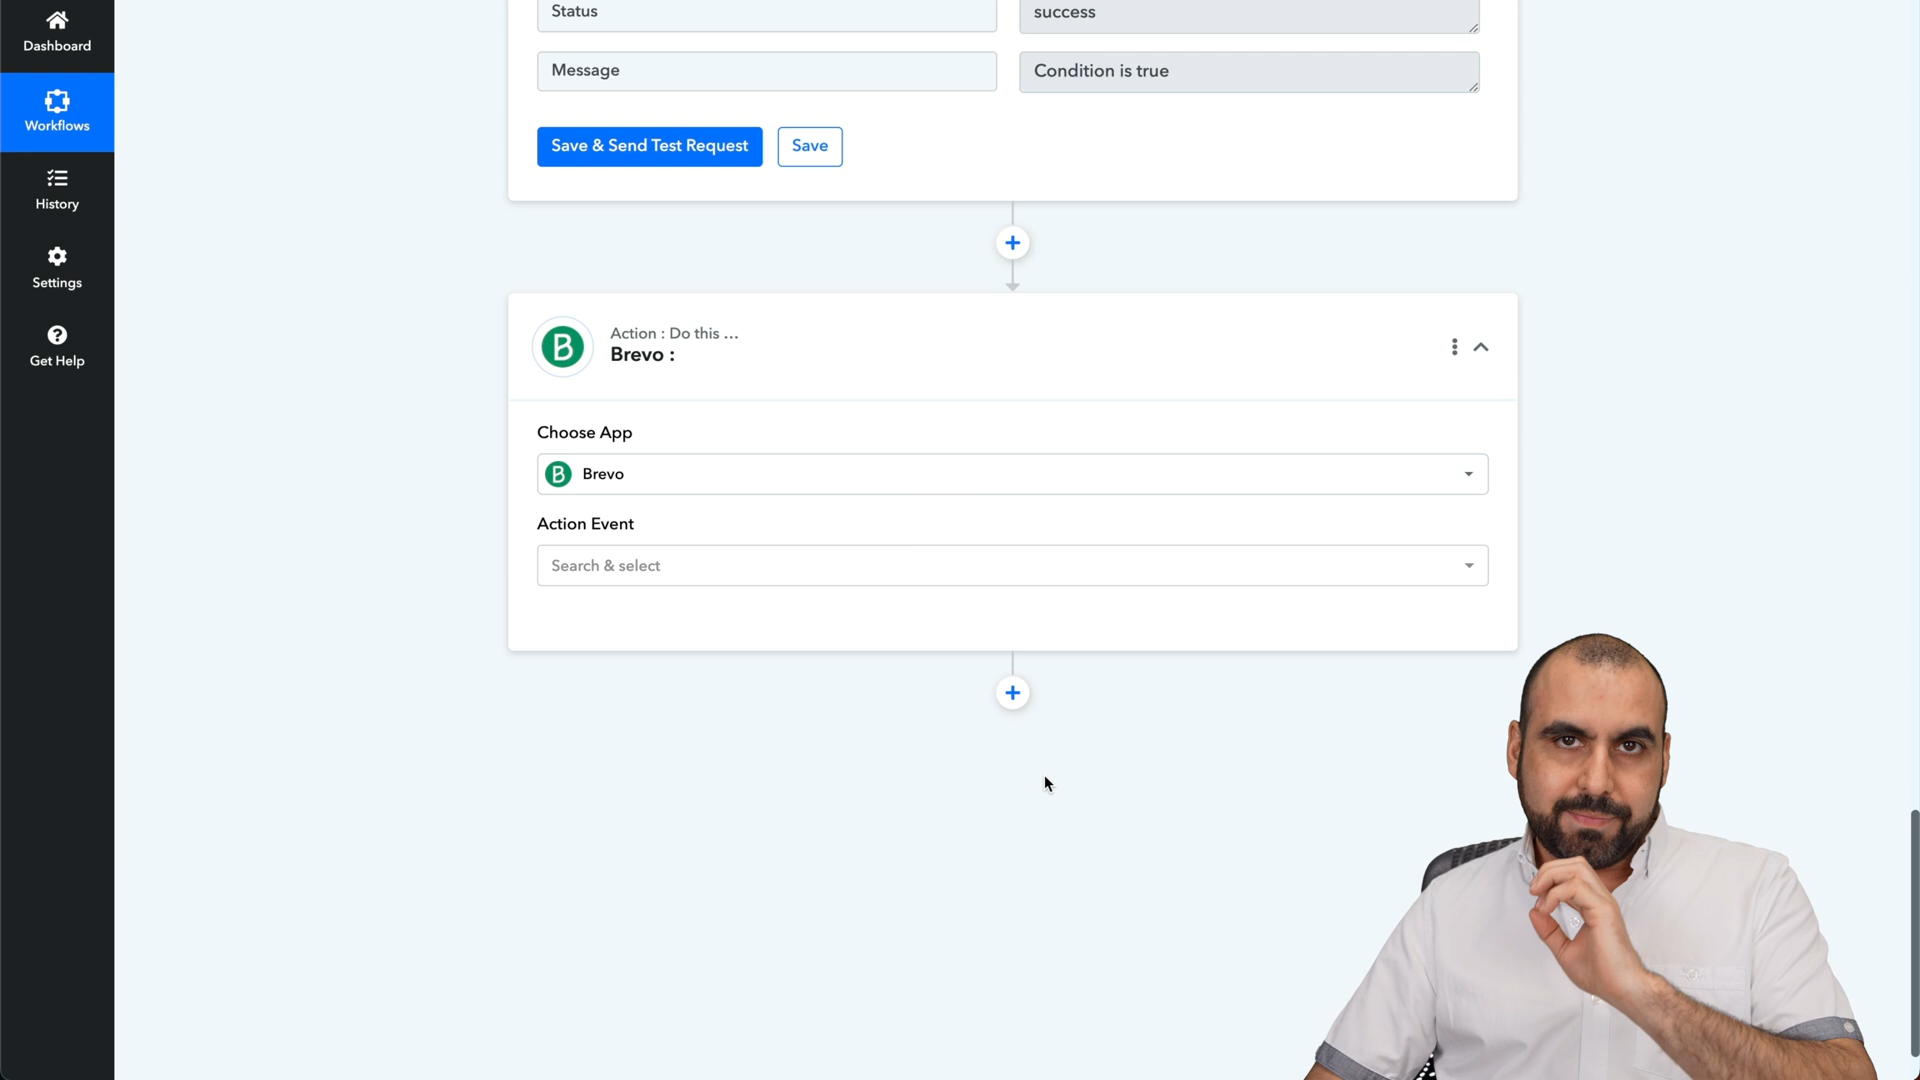 Dashboard
Workflows
History
Settings
Get Help
Status
success
Message
Condition is true
Save & Send Test Request
Save
Action : Do this ...
Brevo :
Choose App
B Brevo
Action Event
Search & select